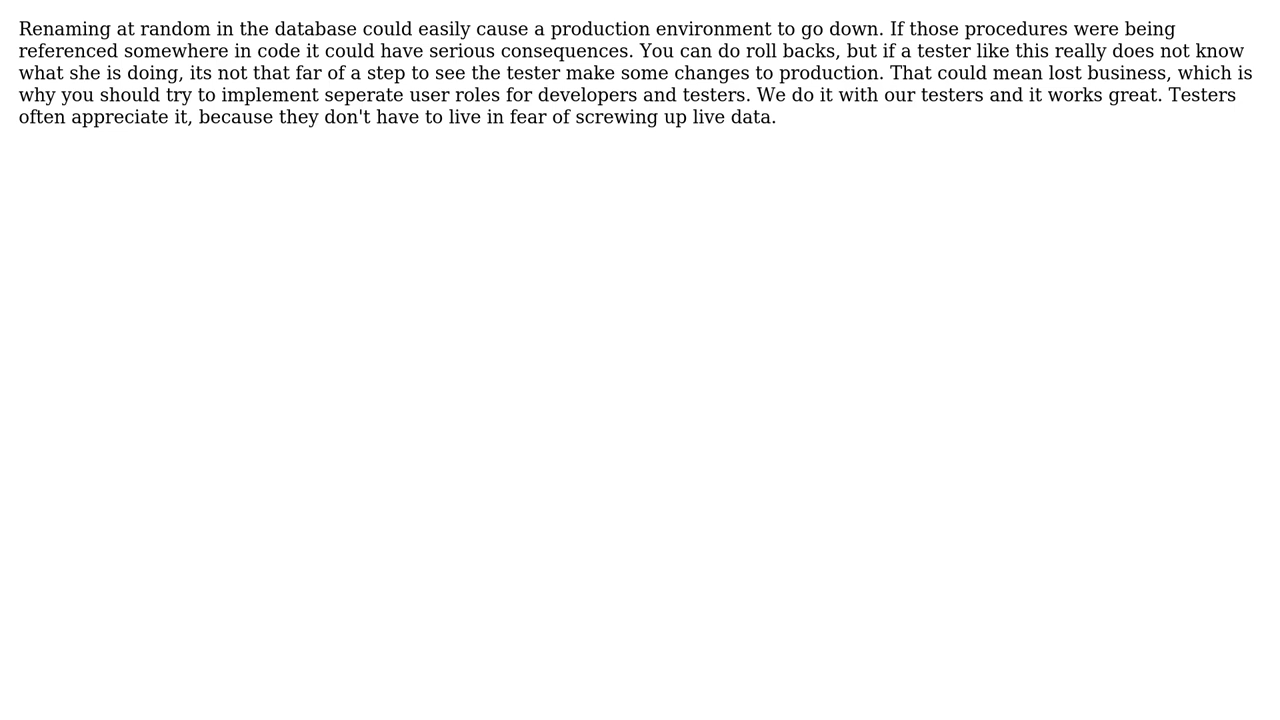 Renaming at random in the database could easily cause a production environment to go down. If those procedures were being
referenced somewhere in code it could have serious consequences. You can do roll backs, but if a tester like this really does not know
what she is doing, its not that far of a step to see the tester make some changes to production. That could mean lost business, which is
why you should try to implement seperate user roles for developers and testers. We do it with our testers and it works great. Testers
often appreciate it, because they don't have to live in fear of screwing up live data.